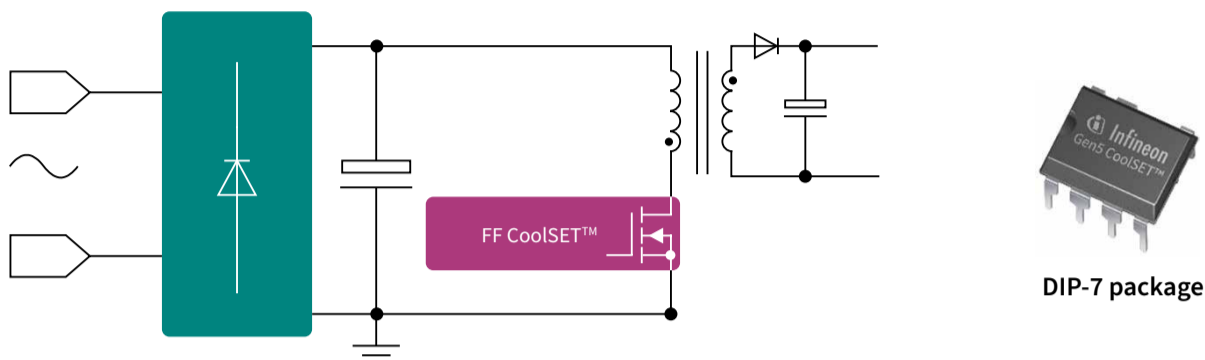 FF CoolSET™
Infineon
Gen5 CoolSET™
DIP-7 package